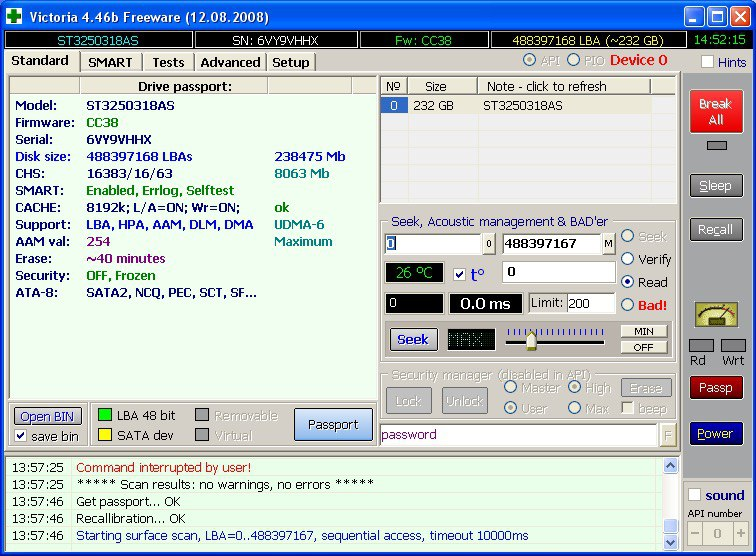 Victoria 4.46b Freeware (12.08.2008)
ST3250318AS SN: 6VY9VHHX Fw: CC38 488397168 LBA (~232 GB) 14:52:15
Standard SMART Tests Advanced Setup API PIO Device 0 Hints
Drive passport:
Model: ST3250318AS
Firmware: CC38
Serial: 6VY9VHHX
Disk size: 488397168 LBAs 238475 Mb
CHS: 16383/16/63 8063 Mb
SMART: Enabled, Errlog, Selftest
CACHE: 8192k; L/A=ON; Wr=ON; ok
Support: LBA, HPA, AAM, DLM, DMA UDMA-6
AAM val: 254 Maximum
Erase: ~40 minutes
Security: OFF, Frozen
ATA-8: SATA2, NCQ, PEC, SCT, SF...
Open BIN
save bin
LBA 48 bit Removable
SATA dev Virtual
Passport
Nº Size Note - click to refresh
0 232 GB ST3250318AS
Seek, Acoustic management & BAD'er
0 0 488397167 M Seek
26 ºC t° 0 Verify
0 0.0 ms Limit: 200 Read
Bad!
Seek MAX MIN
OFF
Security manager (disabled in API)
Lock Unlock Master High Erase
User Max beep
password F
Break
All
Sleep
Recall
Rd Wrt
Passp
Power
sound
API number
- 0 +
13:57:25 Command interrupted by user!
13:57:25 ***** Scan results: no warnings, no errors *****
13:57:46 Get passport... OK
13:57:46 Recallibration... OK
13:57:46 Starting surface scan, LBA=0..488397167, sequential access, timeout 10000ms